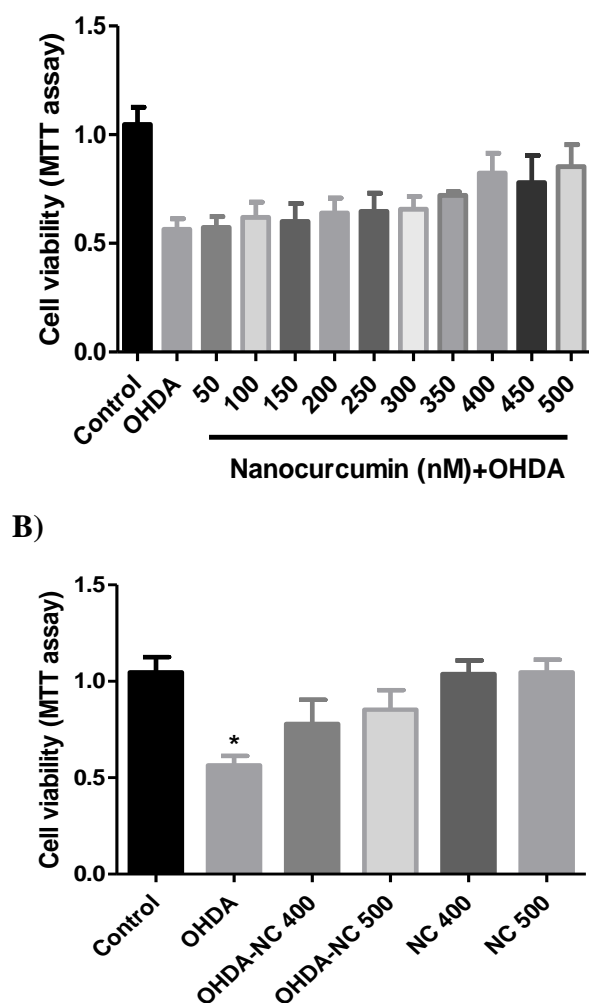 Cell viability (MTT assay)
1.5
1.0
0.5
0.0
Control
OHDA
50
100
150
200
250
300
350
400
450
500
Nanocurcumin (nM)+OHDA
B)
Cell viability (MTT assay)
1.5
1.0
0.5
0.0
*
Control
OHDA
OHDA-NC 400
OHDA-NC 500
NC 400
NC 500